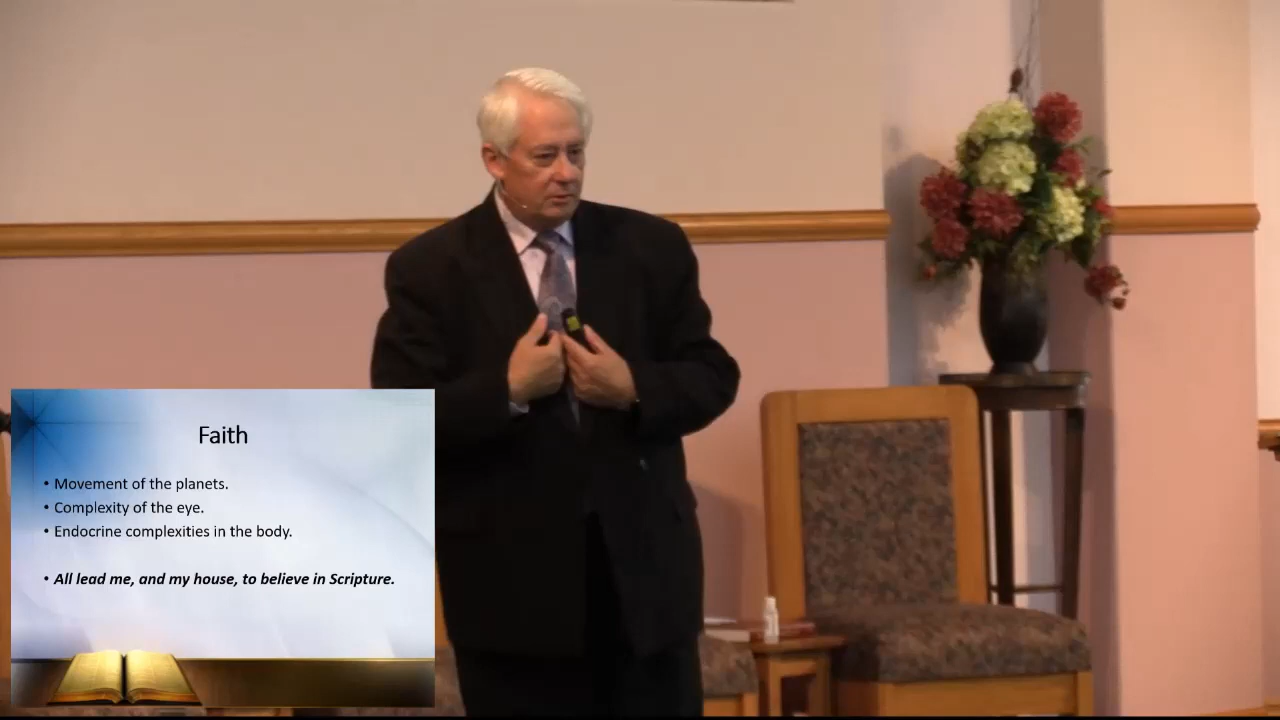 Faith
• Movement of the planets.
• Complexity of the eye.
• Endocrine complexities in the body.
• All lead me, and my house, to believe in Scripture.